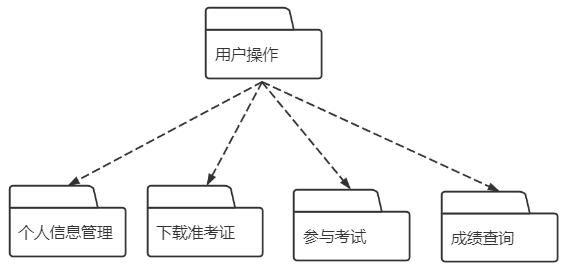 用户操作
个人信息管理
下载准考证
参与考试
成绩查询